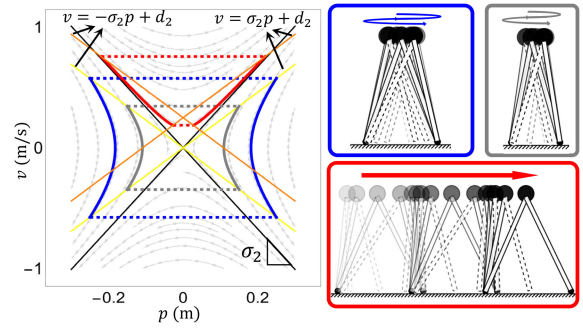 v = −σ₂p + d₂
v = σ₂p + d₂
1
0
−1
v (m/s)
σ₂
−0.2
0
0.2
p (m)